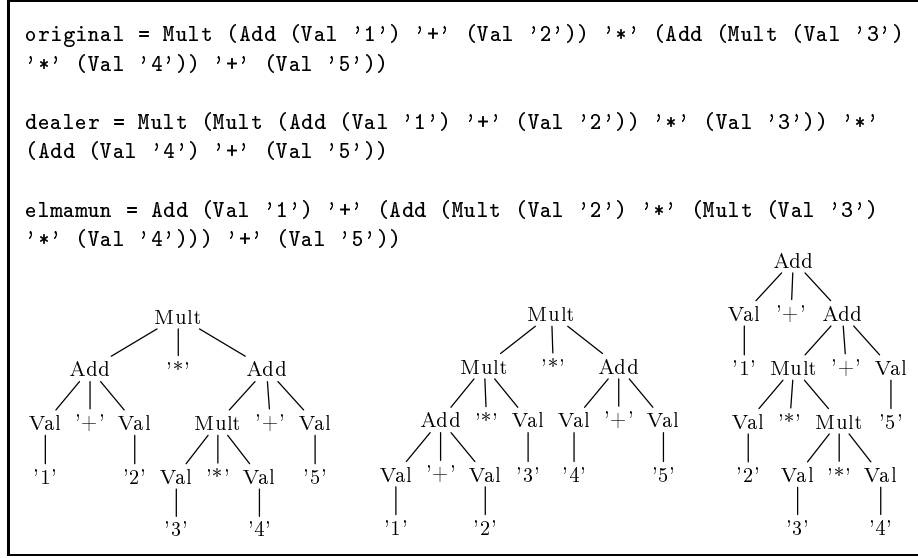 original = Mult (Add (Val '1') '+' (Val '2')) '*' (Add (Mult (Val '3')
'*' (Val '4')) '+' (Val '5'))
dealer = Mult (Mult (Add (Val '1') '+' (Val '2')) '*' (Val '3')) '*'
(Add (Val '4') '+' (Val '5'))
elmamun = Add (Val '1') '+' (Add (Mult (Val '2') '*' (Mult (Val '3')
'*' (Val '4'))) '+' (Val '5'))
Mult
Add '*' Add
Val '+' Val Mult '+' Val
'1' '2' Val '*' Val '5'
'3' '4'
Mult
Mult '*' Add
Add '*' Val Val '+' Val
Val '+' Val '3' '4' '5'
'1' '2'
Add
Val '+' Add
'1' Mult '+' Val
Val '*' Mult '5'
'2' Val '*' Val
'3' '4'